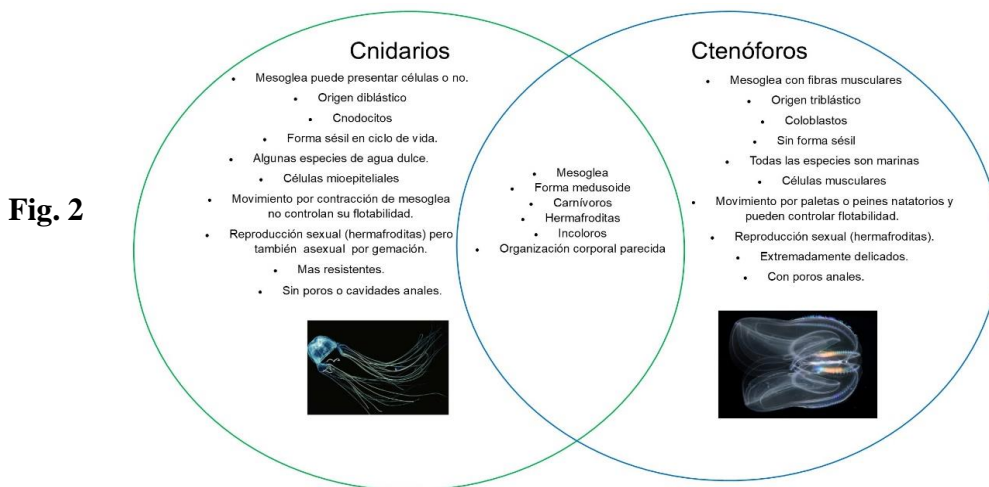 Fig. 2
Cnidarios
• Mesoglea puede presentar células o no.
• Origen diblástico
• Cnodocitos
• Forma sésil en ciclo de vida.
• Algunas especies de agua dulce.
• Células mioepiteliales
• Movimiento por contracción de mesoglea
no controlan su flotabilidad.
• Reproducción sexual (hermafroditas) pero
también asexual por gemación.
• Mas resistentes.
• Sin poros o cavidades anales.
• Mesoglea
• Forma medusoide
• Carnívoros
• Hermafroditas
• Incoloros
• Organización corporal parecida
Ctenóforos
• Mesoglea con fibras musculares
• Origen triblástico
• Coloblastos
• Sin forma sésil
• Todas las especies son marinas
• Células musculares
• Movimiento por paletas o peines natatorios y
pueden controlar flotabilidad.
• Reproducción sexual (hermafroditas).
• Extremadamente delicados.
• Con poros anales.